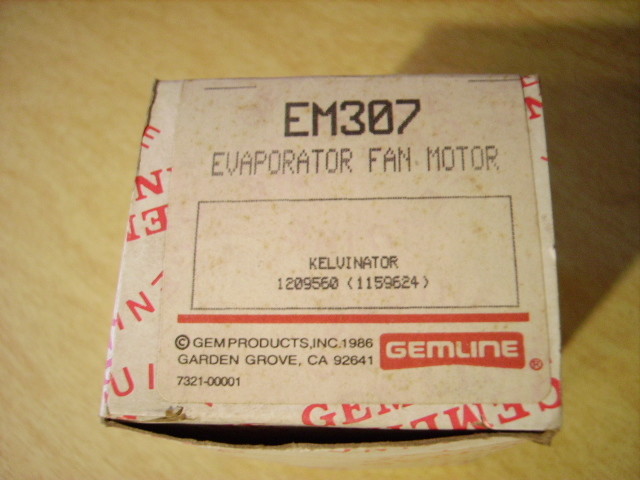 EM307
EVAPORATOR FAN MOTOR
KELVINATOR
1209560 (1159624)
© GEM PRODUCTS, INC. 1986
GARDEN GROVE, CA 92641
7321-00001
GEMLINE ®